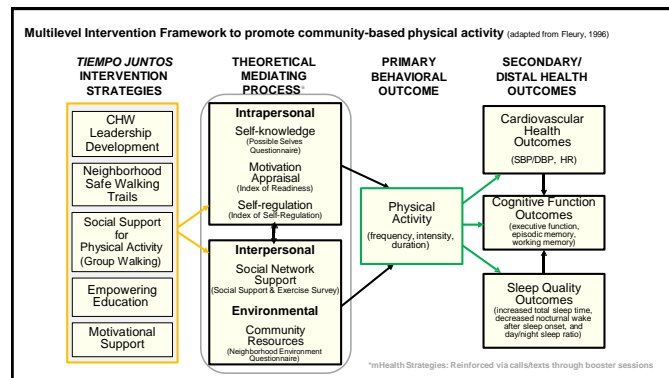 Multilevel Intervention Framework to promote community-based physical activity (adapted from Fleury, 1996)
TIEMPO JUNTOS
INTERVENTION
STRATEGIES
CHW
Leadership
Development
Neighborhood
Safe Walking
Trails
Social Support
for
Physical Activity
(Group Walking)
Empowering
Education
Motivational
Support
THEORETICAL
MEDIATING
PROCESS*
Intrapersonal
Self-knowledge
(Possible Selves
Questionnaire)
Motivation
Appraisal
(Index of Readiness)
Self-regulation
(Index of Self-Regulation)
Interpersonal
Social Network
Support
(Social Support & Exercise Survey)
Environmental
Community
Resources
(Neighborhood Environment
Questionnaire)
PRIMARY
BEHAVIORAL
OUTCOME
Physical
Activity
(frequency, intensity,
duration)
SECONDARY/
DISTAL HEALTH
OUTCOMES
Cardiovascular
Health
Outcomes
(SBP/DBP, HR)
Cognitive Function
Outcomes
(executive function,
episodic memory,
working memory)
Sleep Quality
Outcomes
(increased total sleep time,
decreased nocturnal wake
after sleep onset, and
day/night sleep ratio)
*mHealth Strategies: Reinforced via calls/texts through booster sessions